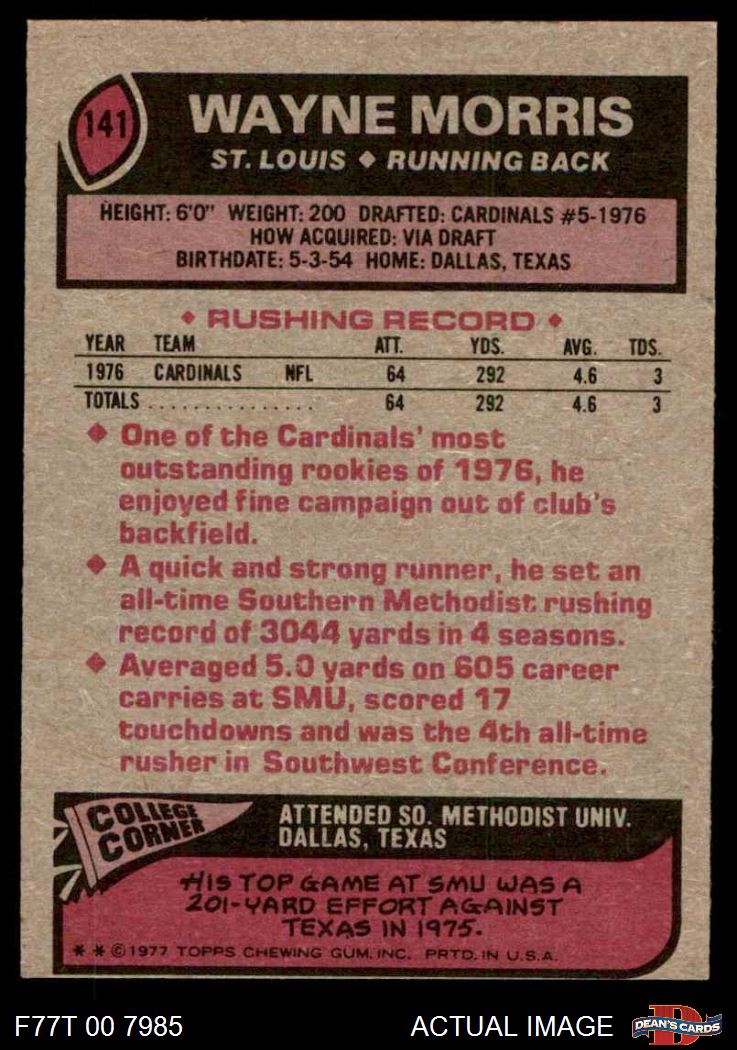 141
WAYNE MORRIS
ST. LOUIS ◆ RUNNING BACK
HEIGHT: 6'0" WEIGHT: 200 DRAFTED: CARDINALS #5-1976
HOW ACQUIRED: VIA DRAFT
BIRTHDATE: 5-3-54 HOME: DALLAS, TEXAS
◆ RUSHING RECORD ◆
YEAR TEAM ATT. YDS. AVG. TDS.
1976 CARDINALS NFL 64 292 4.6 3
TOTALS . . . . . . . . . . . . . . . 64 292 4.6 3
◆ One of the Cardinals' most
outstanding rookies of 1976, he
enjoyed fine campaign out of club's
backfield.
◆ A quick and strong runner, he set an
all-time Southern Methodist rushing
record of 3044 yards in 4 seasons.
◆ Averaged 5.0 yards on 605 career
carries at SMU, scored 17
touchdowns and was the 4th all-time
rusher in Southwest Conference.
COLLEGE
CORNER
ATTENDED SO. METHODIST UNIV.
DALLAS, TEXAS
HIS TOP GAME AT SMU WAS A
201-YARD EFFORT AGAINST
TEXAS IN 1975.
* * © 1977 TOPPS CHEWING GUM, INC. PRTD. IN U.S.A.
F77T 00 7985
ACTUAL IMAGE
D
DEAN'S CARDS